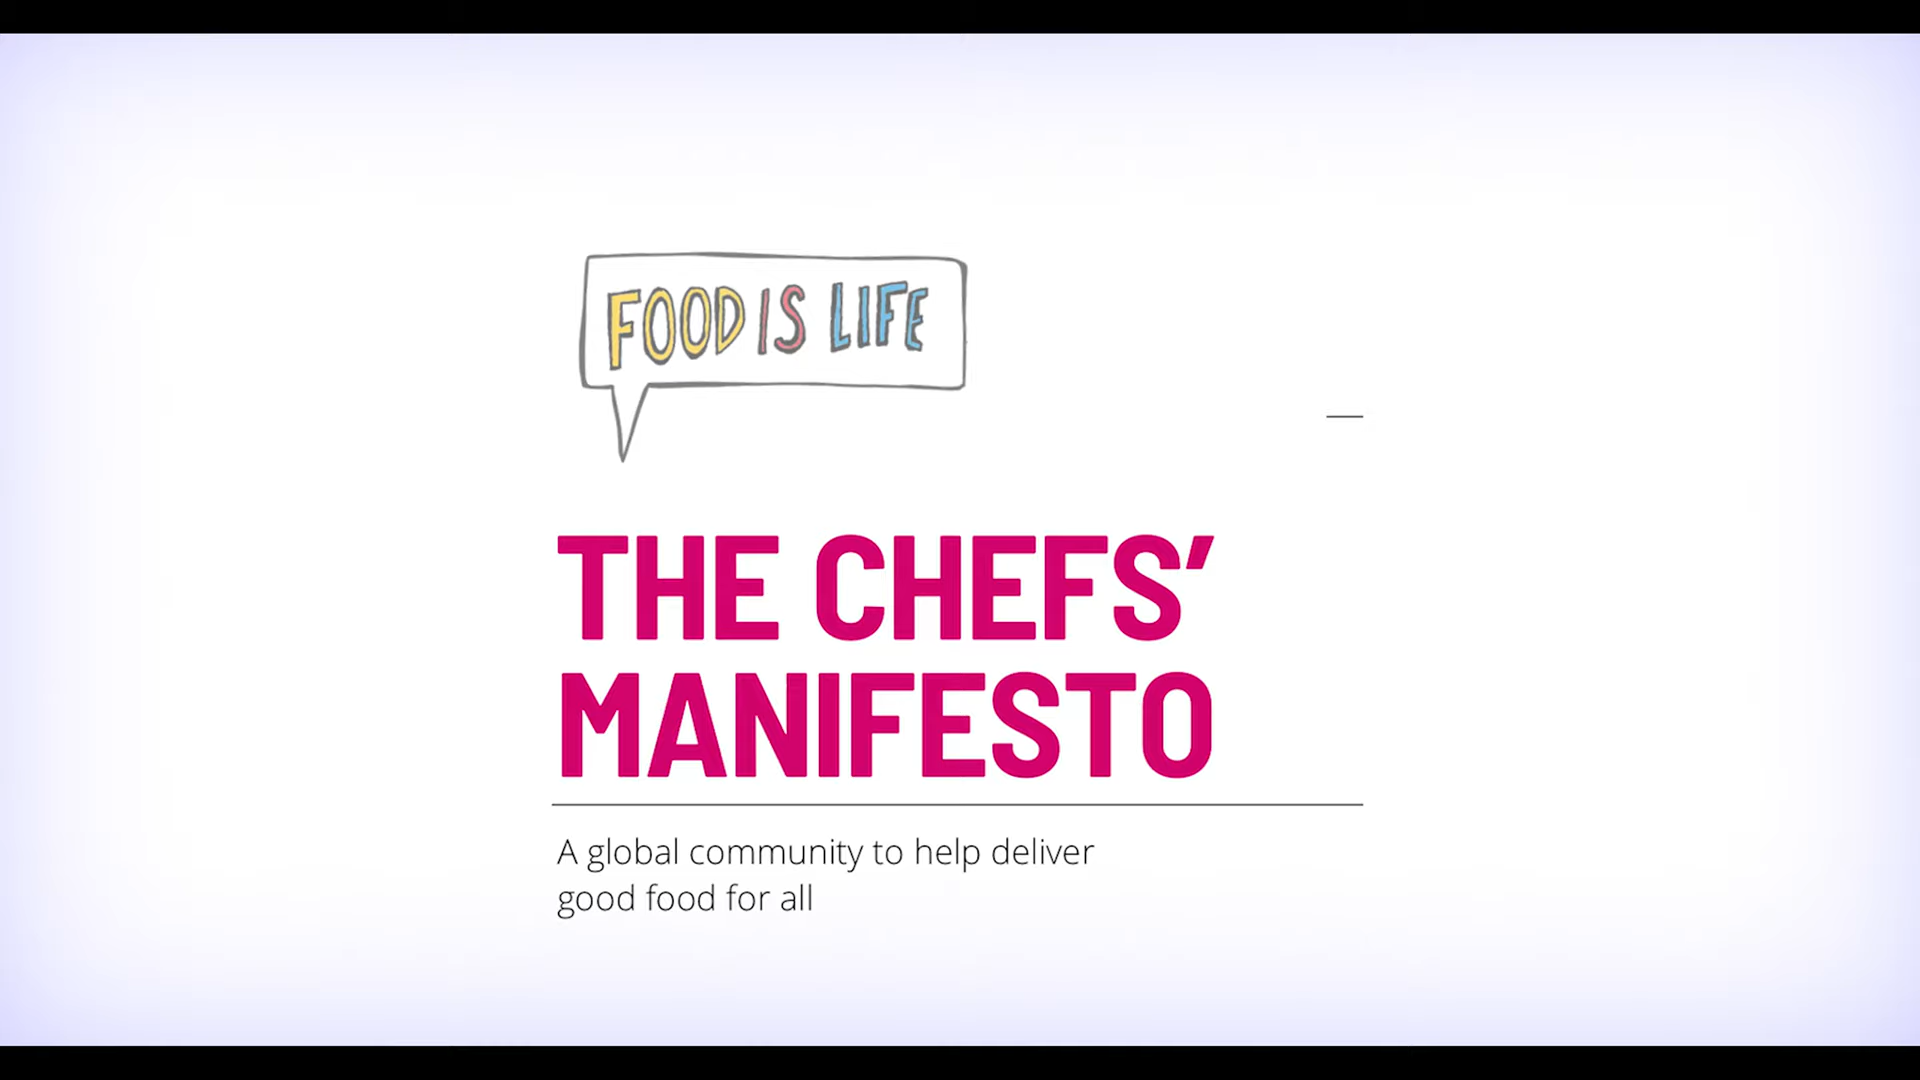 FOOD IS LIFE
THE CHEFS’
MANIFESTO
A global community to help deliver
good food for all